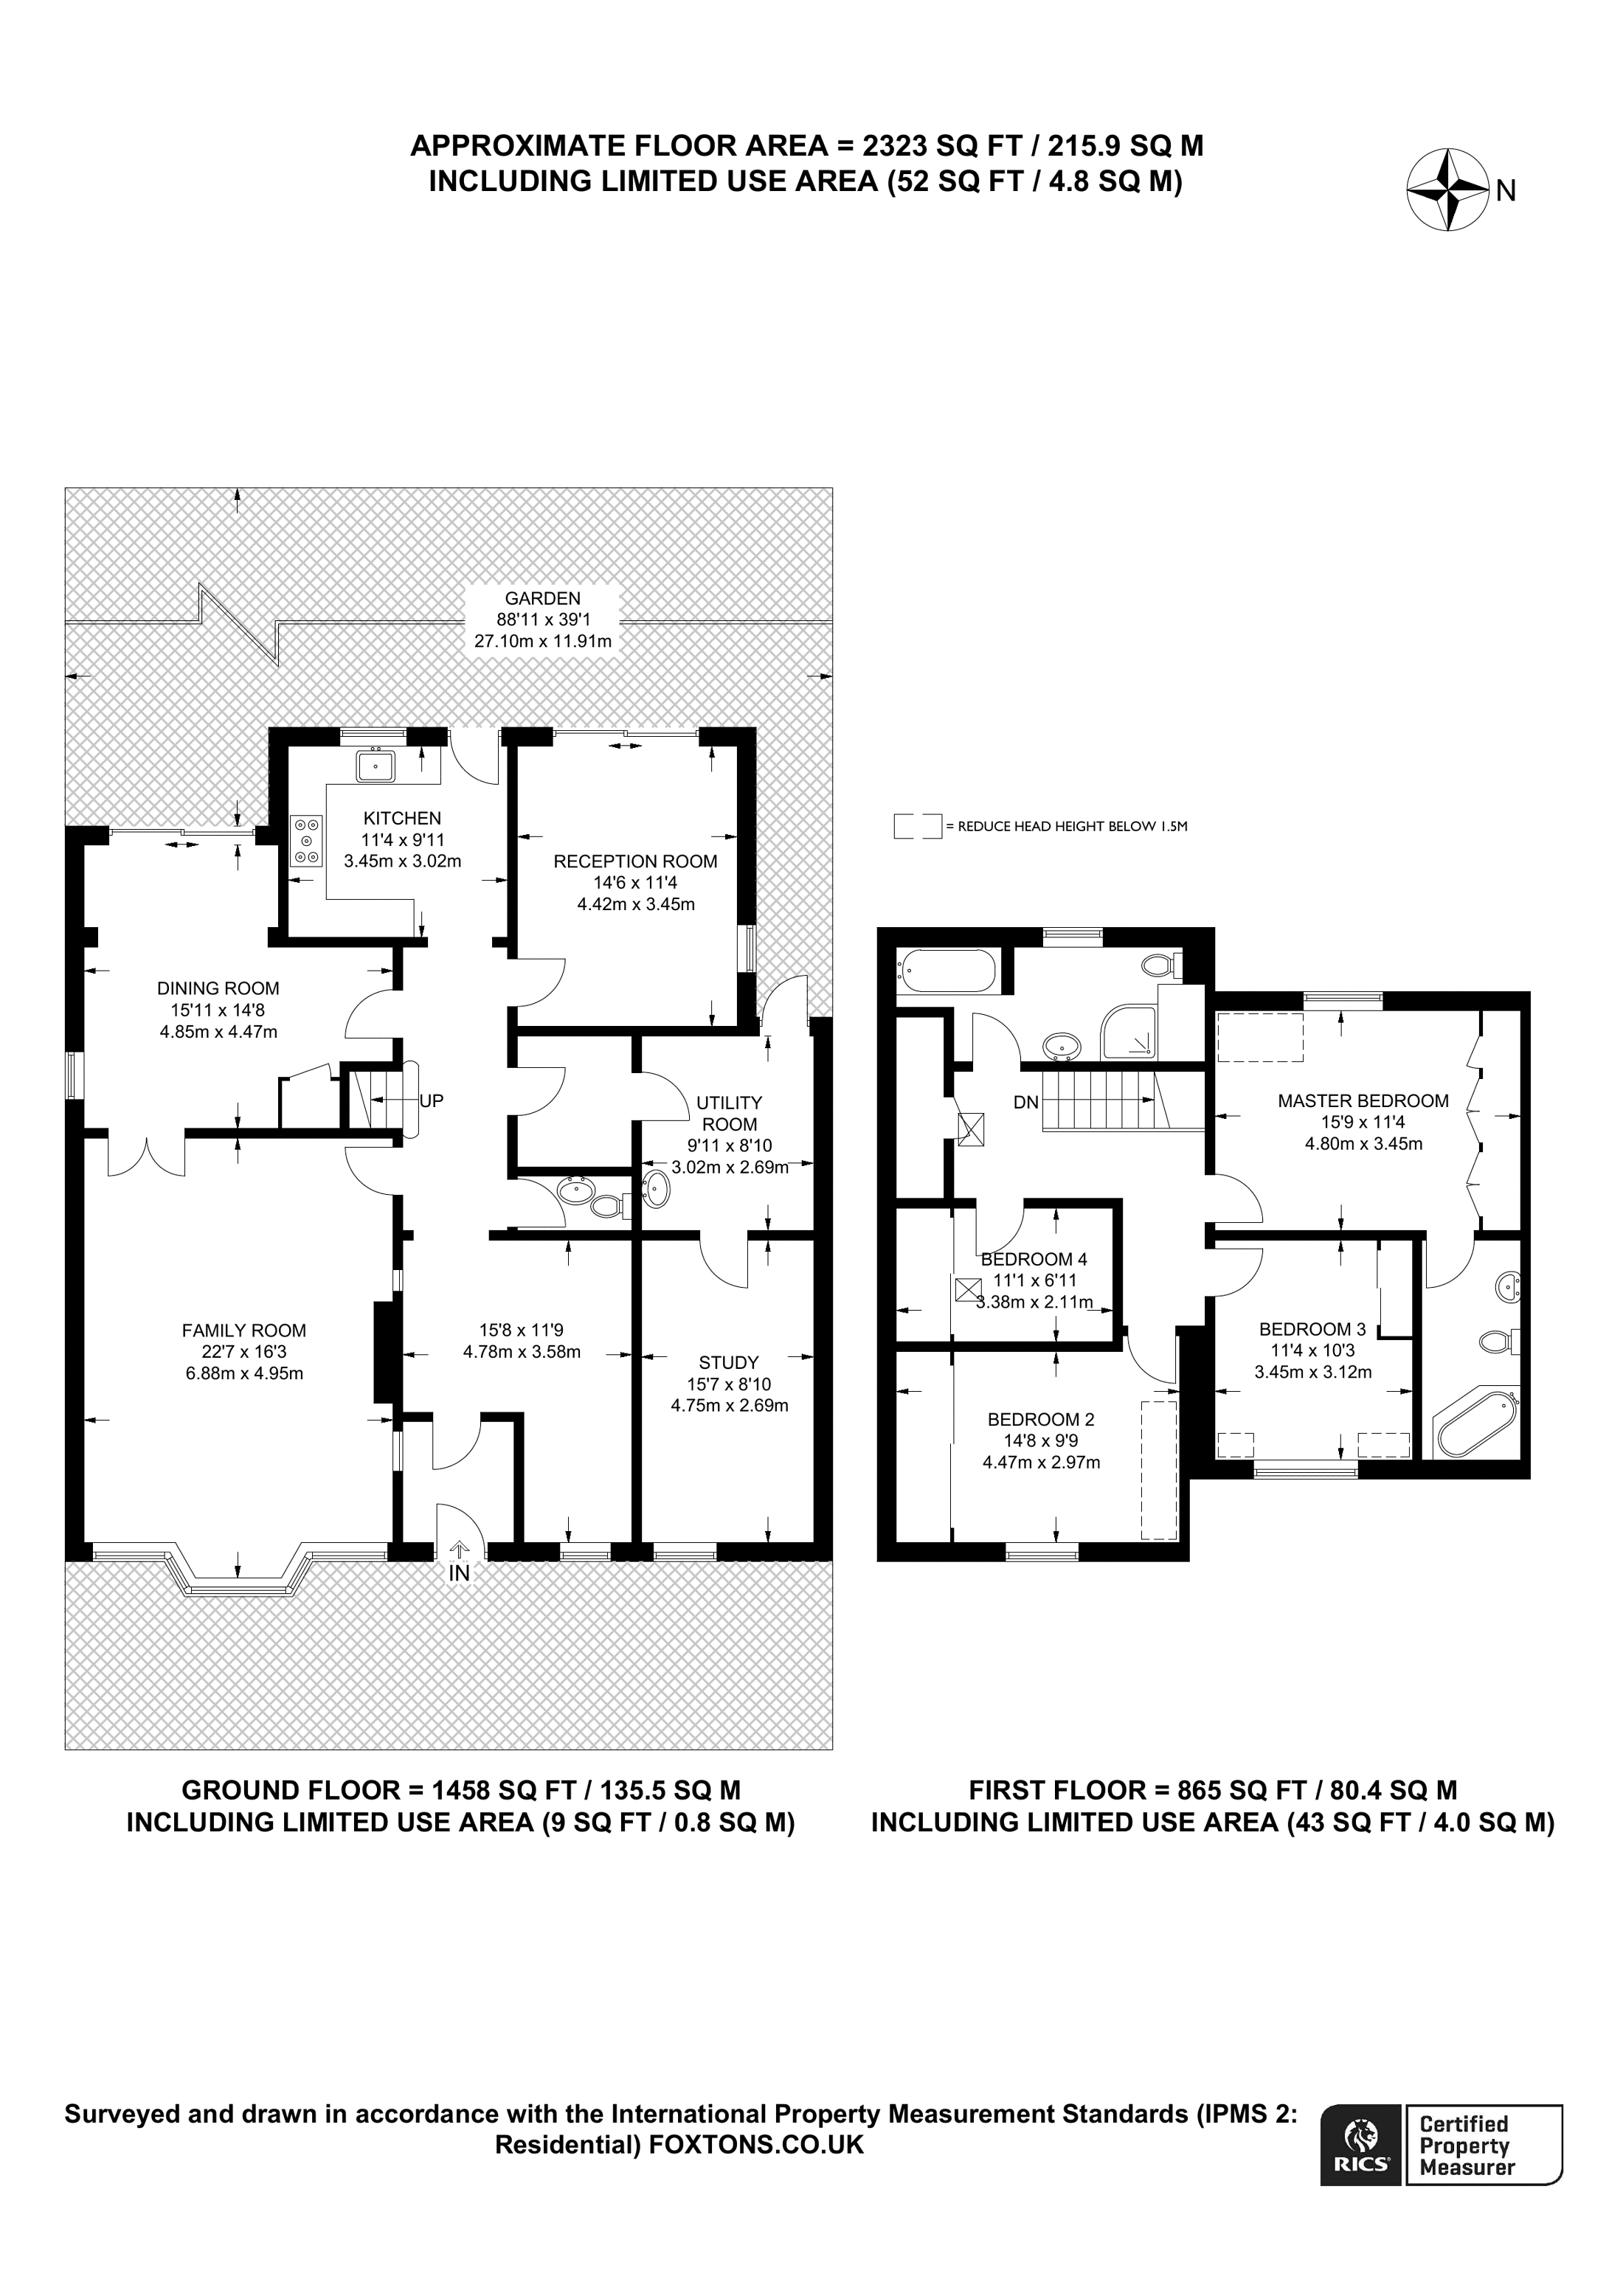 APPROXIMATE FLOOR AREA = 2323 SQ FT / 215.9 SQ M
INCLUDING LIMITED USE AREA (52 SQ FT / 4.8 SQ M)
N
GARDEN
88'11 x 39'1
27.10m x 11.91m
KITCHEN
11'4 x 9'11
3.45m x 3.02m
RECEPTION ROOM
14'6 x 11'4
4.42m x 3.45m
DINING ROOM
15'11 x 14'8
4.85m x 4.47m
UP
UTILITY
ROOM
9'11 x 8'10
3.02m x 2.69m
FAMILY ROOM
22'7 x 16'3
6.88m x 4.95m
15'8 x 11'9
4.78m x 3.58m
STUDY
15'7 x 8'10
4.75m x 2.69m
IN
= REDUCE HEAD HEIGHT BELOW 1.5M
DN
MASTER BEDROOM
15'9 x 11'4
4.80m x 3.45m
BEDROOM 4
11'1 x 6'11
3.38m x 2.11m
BEDROOM 3
11'4 x 10'3
3.45m x 3.12m
BEDROOM 2
14'8 x 9'9
4.47m x 2.97m
GROUND FLOOR = 1458 SQ FT / 135.5 SQ M
INCLUDING LIMITED USE AREA (9 SQ FT / 0.8 SQ M)
FIRST FLOOR = 865 SQ FT / 80.4 SQ M
INCLUDING LIMITED USE AREA (43 SQ FT / 4.0 SQ M)
Surveyed and drawn in accordance with the International Property Measurement Standards (IPMS 2:
Residential) FOXTONS.CO.UK
RICS
Certified
Property
Measurer